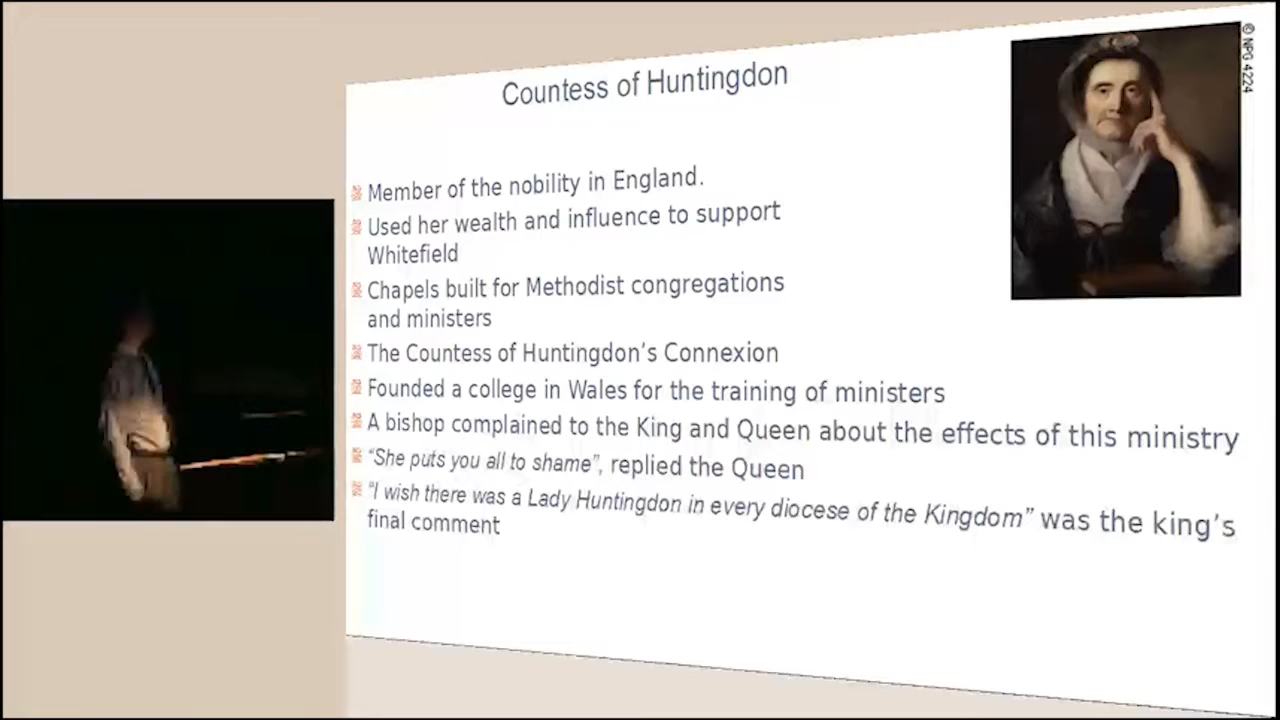 Countess of Huntingdon
© NPG 4224
Member of the nobility in England.
Used her wealth and influence to support
Whitefield
Chapels built for Methodist congregations
and ministers
The Countess of Huntingdon’s Connexion
Founded a college in Wales for the training of ministers
A bishop complained to the King and Queen about the effects of this ministry
“She puts you all to shame”, replied the Queen
“I wish there was a Lady Huntingdon in every diocese of the Kingdom” was the king’s
final comment